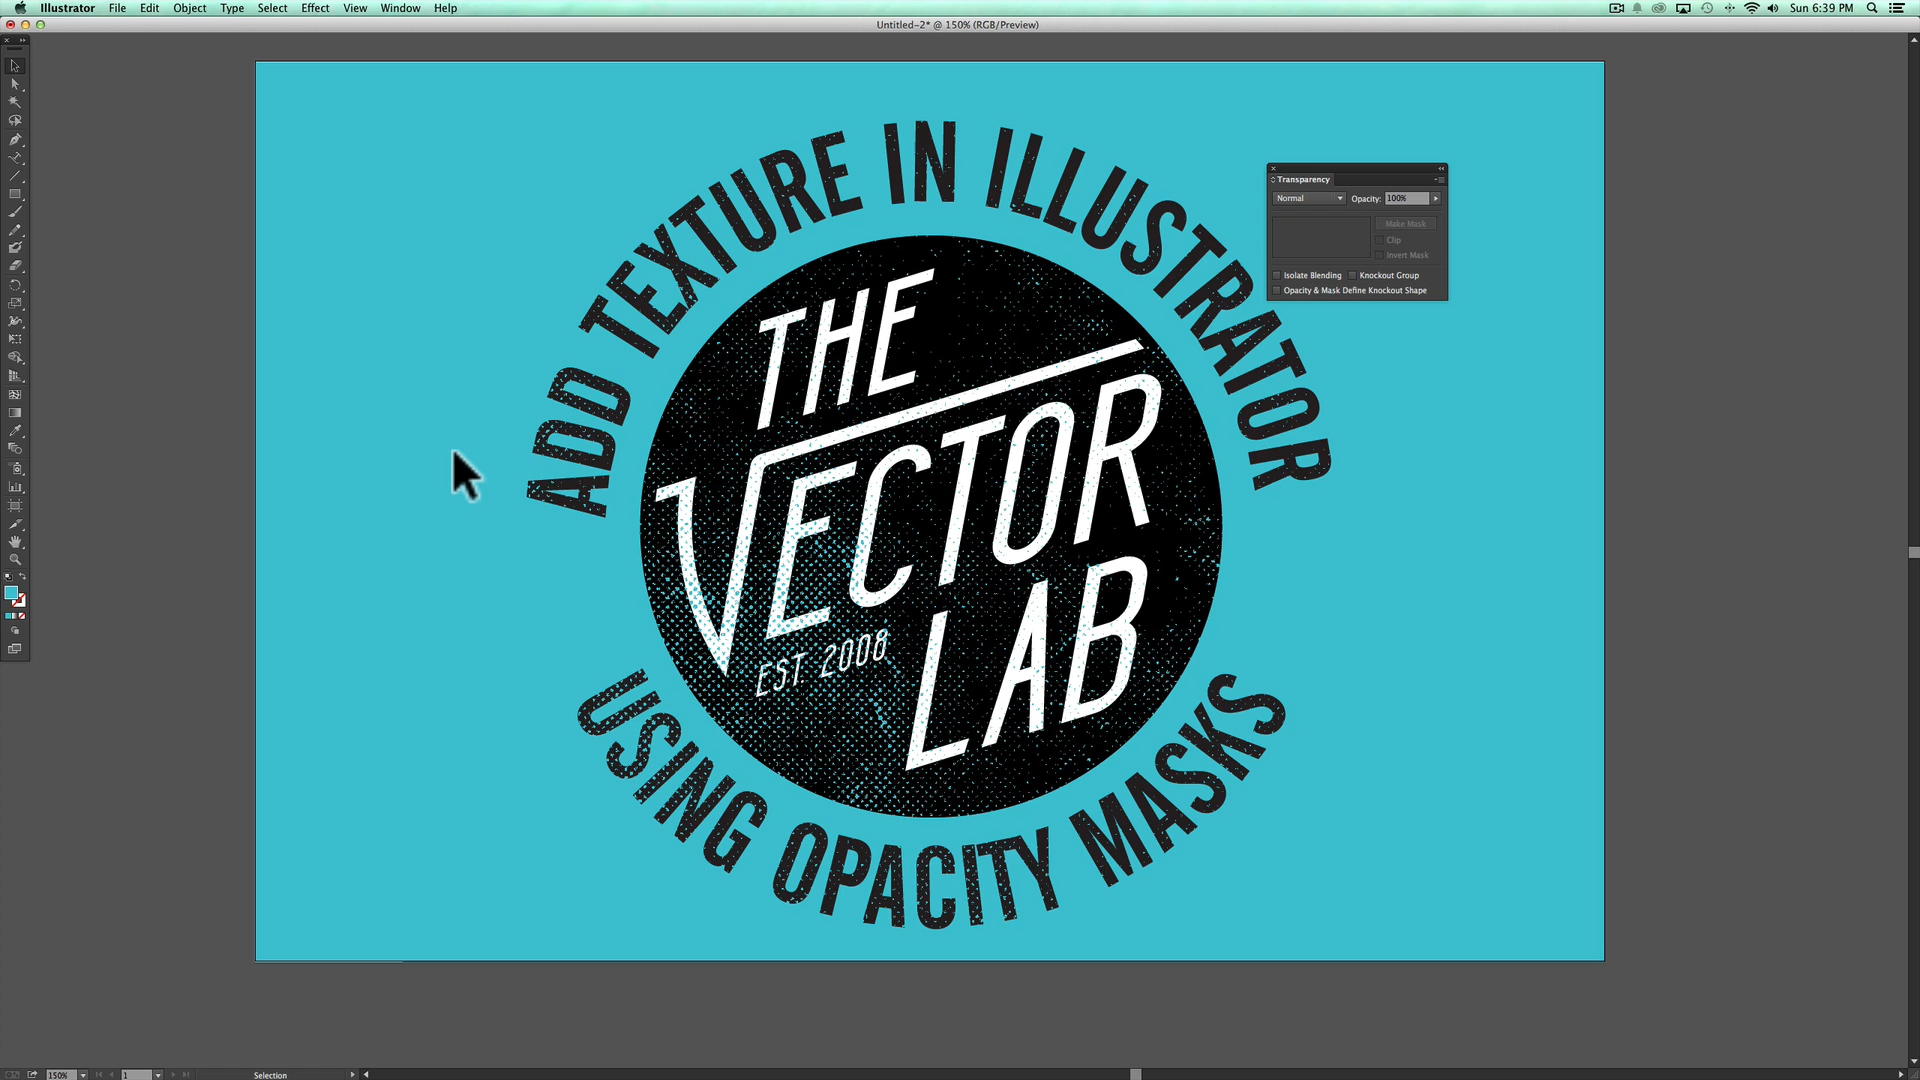 Illustrator File Edit Object Type Select Effect View Window Help Sun 6:39 PM
Untitled-2* @ 150% (RGB/Preview)
ADD TEXTURE IN ILLUSTRATOR
THE
VECTOR
LAB
EST. 2008
USING OPACITY MASKS
Transparency
Normal Opacity: 100%
Make Mask
Clip
Invert Mask
Isolate Blending Knockout Group
Opacity & Mask Define Knockout Shape
150% 1 Selection